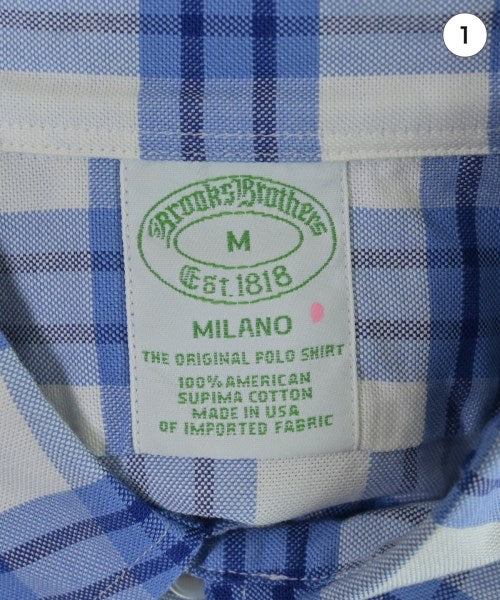 1
Brooks Brothers
M
Est. 1818
MILANO
THE ORIGINAL POLO SHIRT
100% AMERICAN
SUPIMA COTTON
MADE IN USA
OF IMPORTED FABRIC